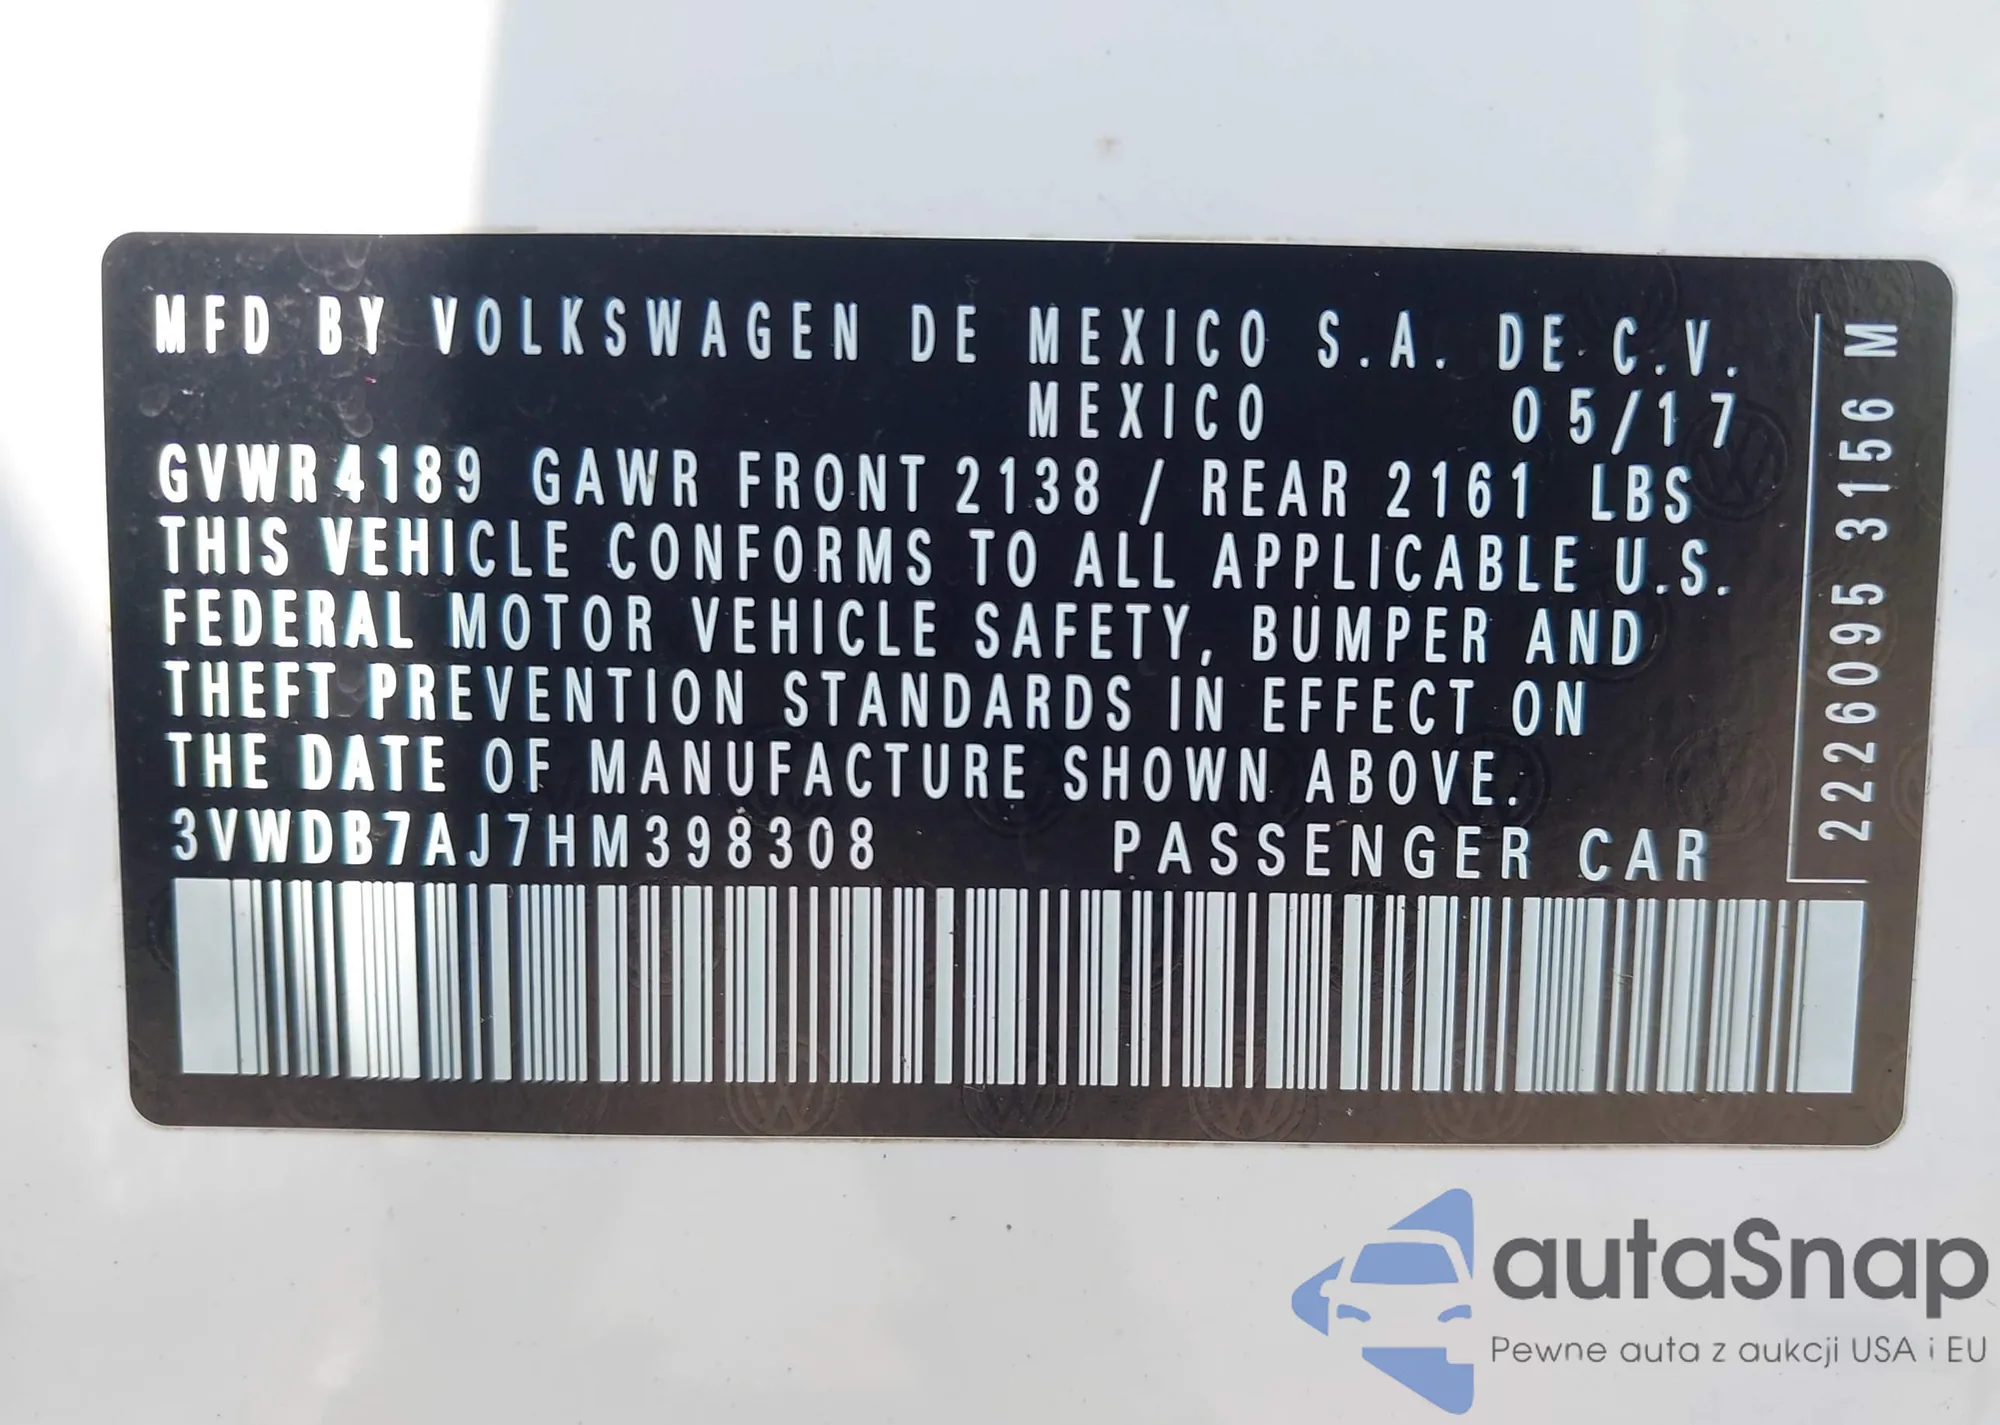 MFD BY VOLKSWAGEN DE MEXICO S.A. DE C.V.
MEXICO 05/17
GVWR 4189 GAWR FRONT 2138 / REAR 2161 LBS
THIS VEHICLE CONFORMS TO ALL APPLICABLE U.S.
FEDERAL MOTOR VEHICLE SAFETY, BUMPER AND
THEFT PREVENTION STANDARDS IN EFFECT ON
THE DATE OF MANUFACTURE SHOWN ABOVE.
3VWDB7AJ7HM398308 PASSENGER CAR
2226095 3156 M
autaSnap
Pewne auta z aukcji USA i EU